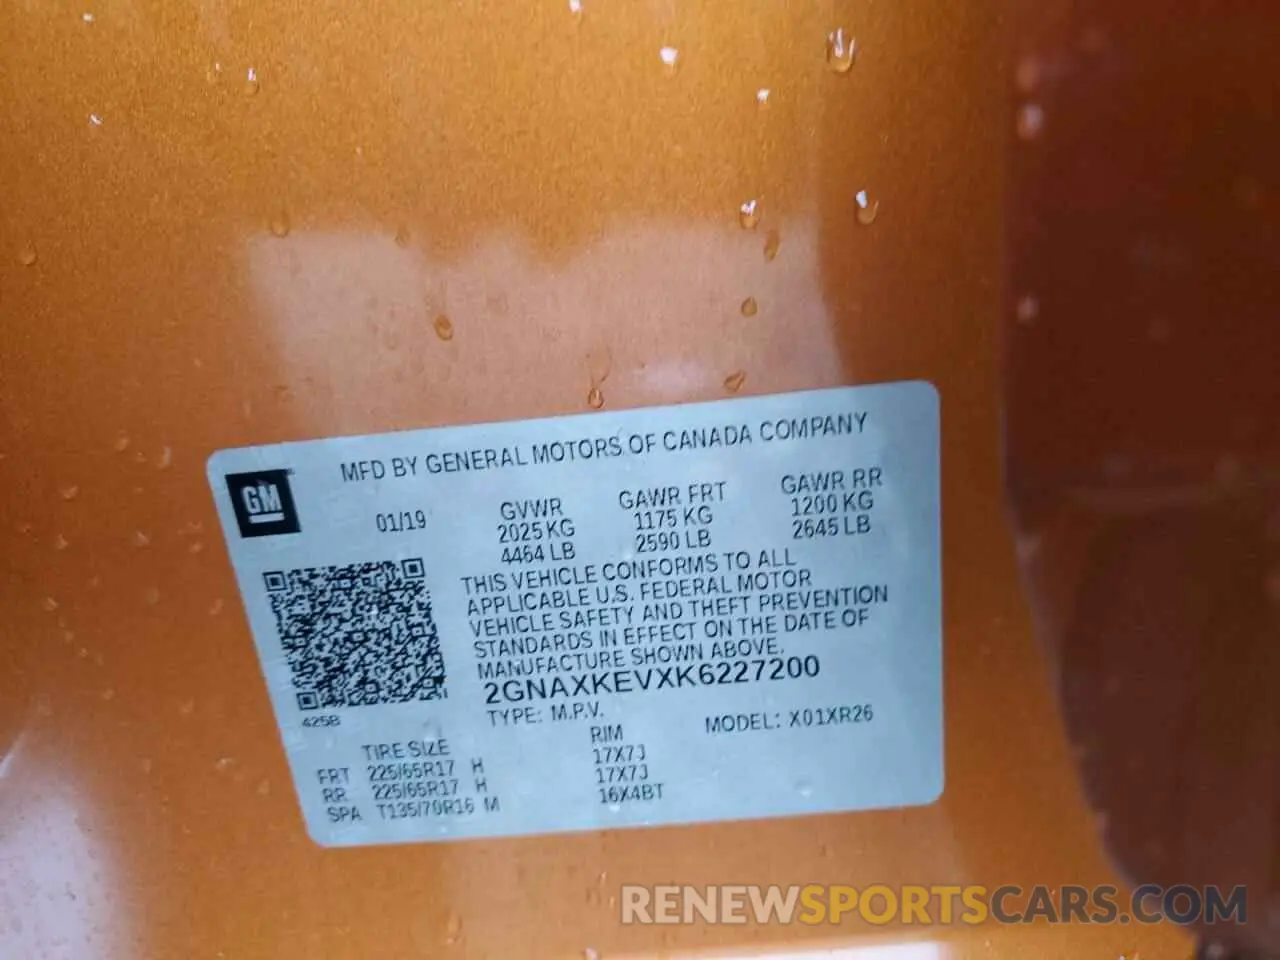 MFD BY GENERAL MOTORS OF CANADA COMPANY
GM
01/19
GVWR
2025 KG
4464 LB
GAWR FRT
1175 KG
2590 LB
GAWR RR
1200 KG
2645 LB
THIS VEHICLE CONFORMS TO ALL
APPLICABLE U.S. FEDERAL MOTOR
VEHICLE SAFETY AND THEFT PREVENTION
STANDARDS IN EFFECT ON THE DATE OF
MANUFACTURE SHOWN ABOVE.
2GNAXKEVXK6227200
425B
TYPE: M.P.V.
MODEL: X01XR26
TIRE SIZE RIM
FRT 225/65R17 H 17X7J
RR 225/65R17 H 17X7J
SPA T135/70R16 M 16X4BT
RENEWSPORTSCARS.COM